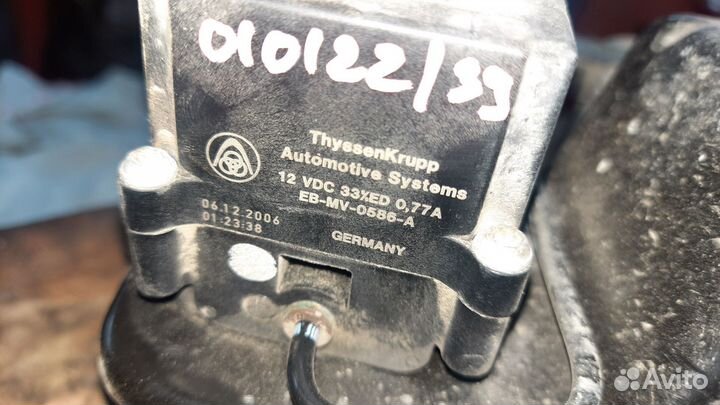 010122/39
ThyssenKrupp
Automotive Systems
12 VDC 33%ED 0,77A
EB-MV-0586-A
06.12.2006
01:23:38
GERMANY
Avito